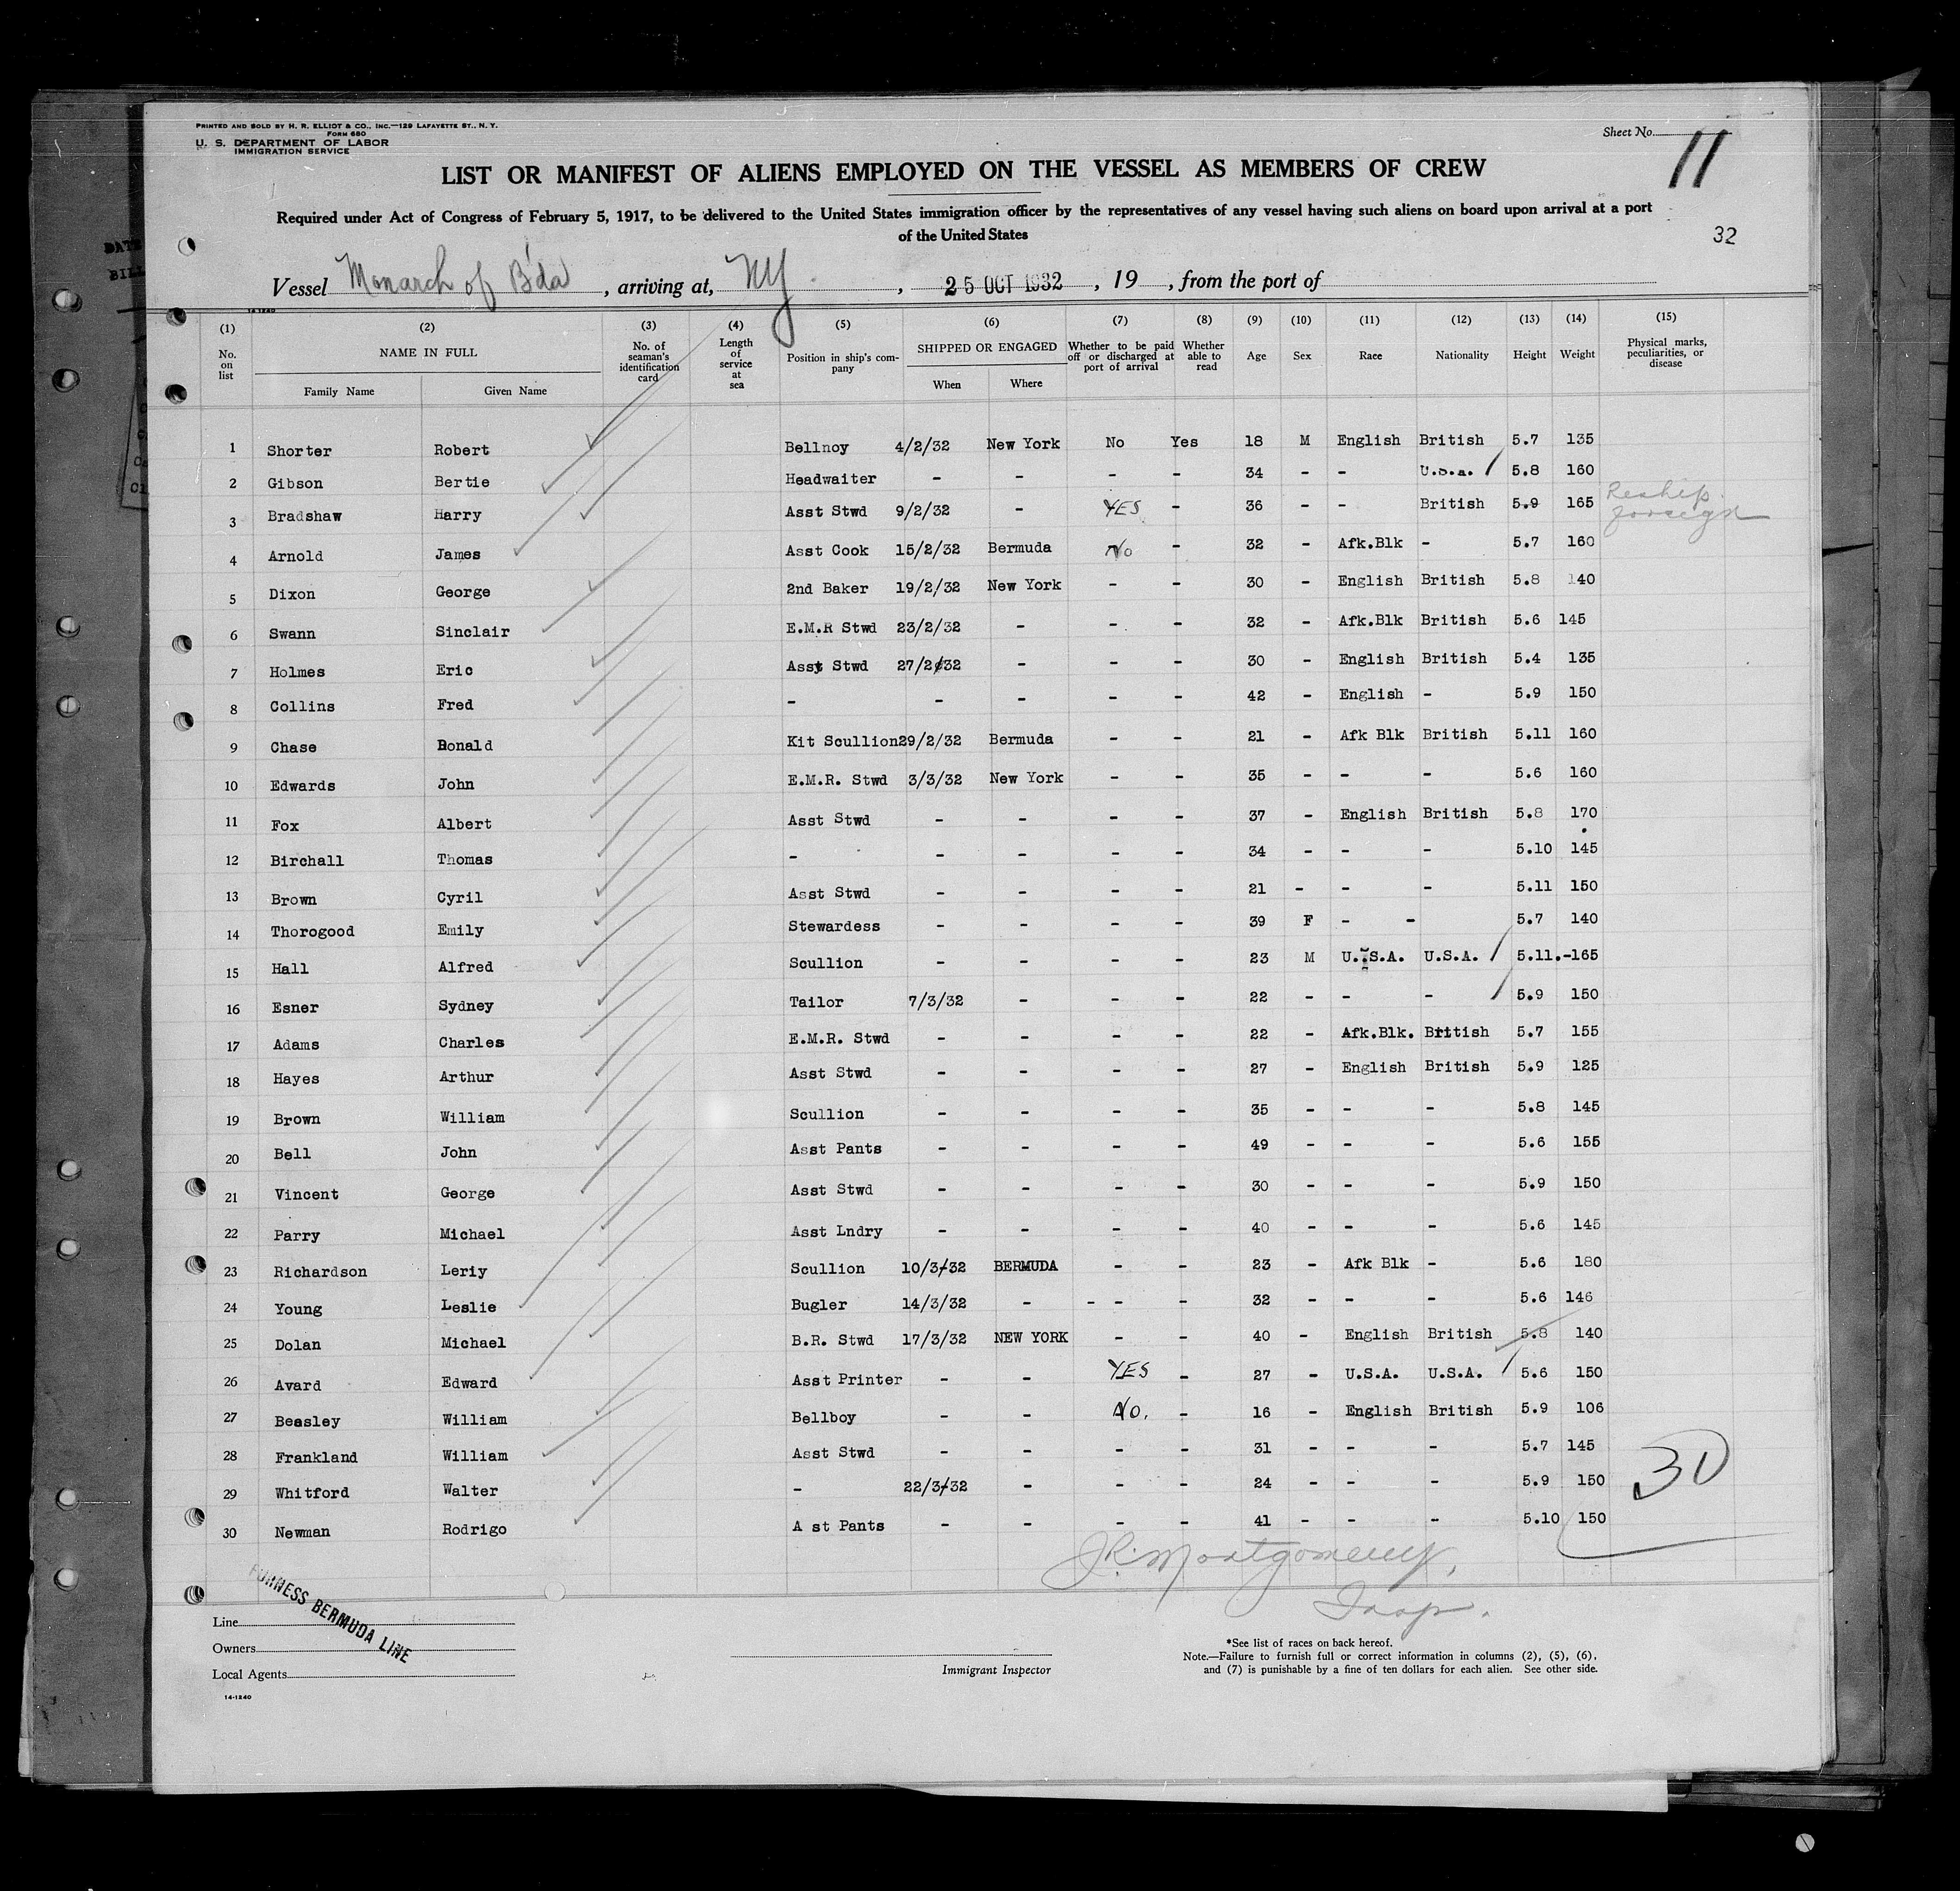 PRINTED AND SOLD BY H. R. ELLIOT & CO., INC.—129 LAFAYETTE ST., N. Y.
FORM 680
U. S. DEPARTMENT OF LABOR
IMMIGRATION SERVICE
Sheet No.
11
LIST OR MANIFEST OF ALIENS EMPLOYED ON THE VESSEL AS MEMBERS OF CREW
Required under Act of Congress of February 5, 1917, to be delivered to the United States immigration officer by the representatives of any vessel having such aliens on board upon arrival at a port
of the United States
32
Vessel Monarch of B'da, arriving at, NY., 25 OCT 1932, 19 , from the port of
14-1240
(1) (2) (3) (4) (5) (6) (7) (8) (9) (10) (11) (12) (13) (14) (15)
No. on list NAME IN FULL Family Name Given Name No. of seaman's identification card Length of service at sea Position in ship's company SHIPPED OR ENGAGED When Where Whether to be paid off or discharged at port of arrival Whether able to read Age Sex Race Nationality Height Weight Physical marks, peculiarities, or disease
1 Shorter Robert Bellnoy 4/2/32 New York No Yes 18 M English British 5.7 135
2 Gibson Bertie Headwaiter - - - - 34 - - U.S.a. / 5.8 160
3 Bradshaw Harry Asst Stwd 9/2/32 - YES - 36 - - British 5.9 165 Reship foreign
4 Arnold James Asst Cook 15/2/32 Bermuda No - 32 - Afk.Blk - 5.7 160
5 Dixon George 2nd Baker 19/2/32 New York - - 30 - English British 5.8 140
6 Swann Sinclair E.M.R Stwd 23/2/32 - - - 32 - Afk.Blk British 5.6 145
7 Holmes Eric Asst Stwd 27/2/32 - - - 30 - English British 5.4 135
8 Collins Fred - - - - - 42 - English - 5.9 150
9 Chase Ronald Kit Scullion 29/2/32 Bermuda - - 21 - Afk Blk British 5.11 160
10 Edwards John E.M.R. Stwd 3/3/32 New York - - 35 - - - 5.6 160
11 Fox Albert Asst Stwd - - - - 37 - English British 5.8 170
12 Birchall Thomas - - - - - 34 - - - 5.10 145
13 Brown Cyril Asst Stwd - - - - 21 - - - 5.11 150
14 Thorogood Emily Stewardess - - - - 39 F - - 5.7 140
15 Hall Alfred Scullion - - - - 23 M U.S.A. U.S.A. / 5.11.-165
16 Esner Sydney Tailor 7/3/32 - - - 22 - - - / 5.9 150
17 Adams Charles E.M.R. Stwd - - - - 22 - Afk.Blk. British 5.7 155
18 Hayes Arthur Asst Stwd - - - - 27 - English British 5.9 125
19 Brown William Scullion - - - - 35 - - - 5.8 145
20 Bell John Asst Pants - - - - 49 - - - 5.6 155
21 Vincent George Asst Stwd - - - - 30 - - - 5.9 150
22 Parry Michael Asst Lndry - - - - 40 - - - 5.6 145
23 Richardson Leriy Scullion 10/3/32 BERMUDA - - 23 - Afk Blk - 5.6 180
24 Young Leslie Bugler 14/3/32 - - - - 32 - - - 5.6 146
25 Dolan Michael B.R. Stwd 17/3/32 NEW YORK - - 40 - English British 5.8 140
26 Avard Edward Asst Printer - - YES - 27 - U.S.A. U.S.A. / 5.6 150
27 Beasley William Bellboy - - No. - 16 - English British 5.9 106
28 Frankland William Asst Stwd - - - - 31 - - - 5.7 145
29 Whitford Walter - 22/3/32 - - - 24 - - - 5.9 150
30 Newman Rodrigo A st Pants - - - - 41 - - - 5.10 150
30
J.R. Montgomery,
Insp.
FURNESS BERMUDA LINE
Line
Owners
Local Agents
Immigrant Inspector
*See list of races on back hereof.
Note.—Failure to furnish full or correct information in columns (2), (5), (6),
and (7) is punishable by a fine of ten dollars for each alien. See other side.
14-1240